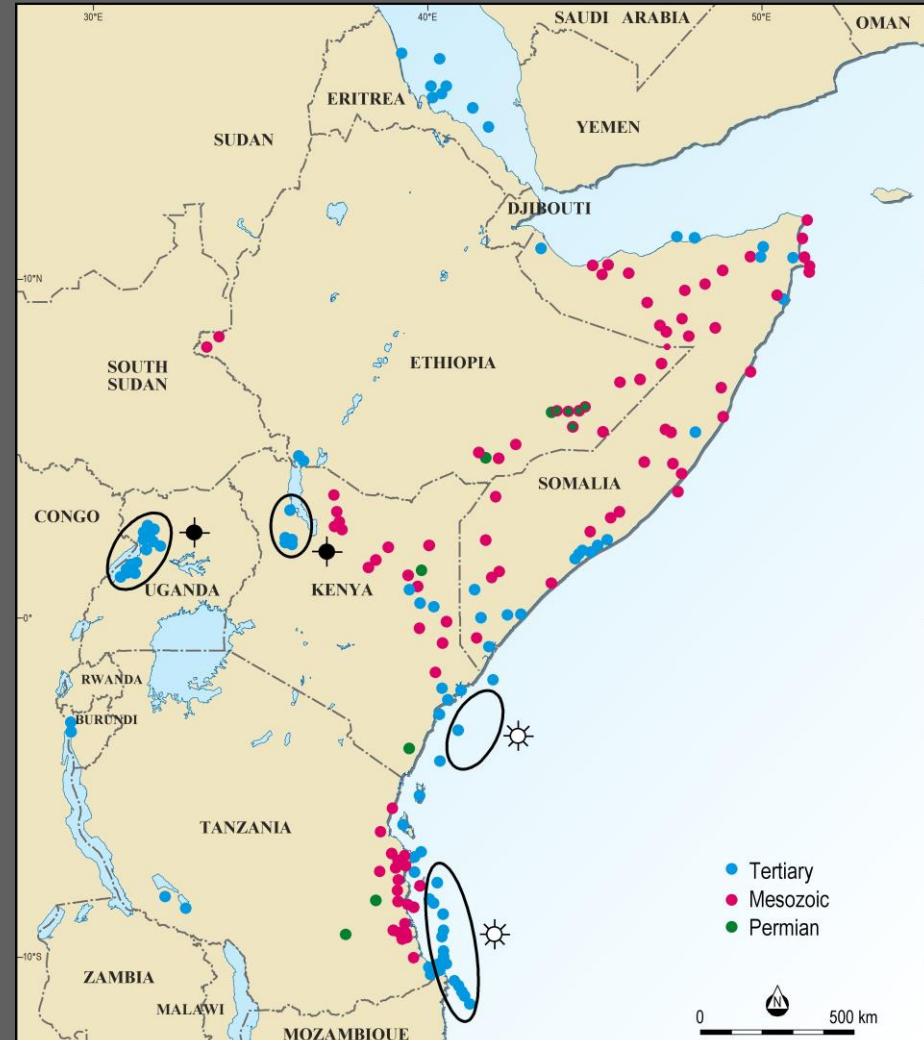 30°E
40°E
50°E
SAUDI ARABIA
OMAN
ERITREA
YEMEN
SUDAN
DJIBOUTI
10°N
SOUTH
SUDAN
ETHIOPIA
SOMALIA
CONGO
UGANDA
KENYA
0°
RWANDA
BURUNDI
TANZANIA
Tertiary
Mesozoic
Permian
10°S
ZAMBIA
MALAWI
MOZAMBIQUE
N
0
500 km